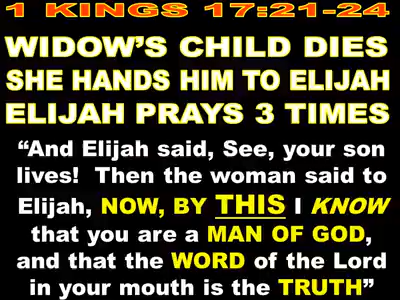 1 KINGS 17:21-24
WIDOW'S CHILD DIES
SHE HANDS HIM TO ELIJAH
ELIJAH PRAYS 3 TIMES
“And Elijah said, See, your son
lives!  Then the woman said to
Elijah, NOW, BY THIS I KNOW
that you are a MAN OF GOD,
and that the WORD of the Lord
in your mouth is the TRUTH”